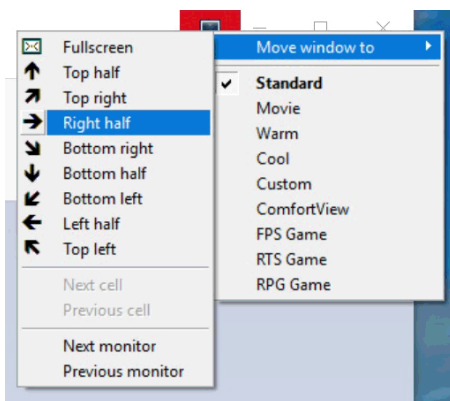 Fullscreen
Top half
Top right
Right half
Bottom right
Bottom half
Bottom left
Left half
Top left
Next cell
Previous cell
Next monitor
Previous monitor
Move window to
Standard
Movie
Warm
Cool
Custom
ComfortView
FPS Game
RTS Game
RPG Game